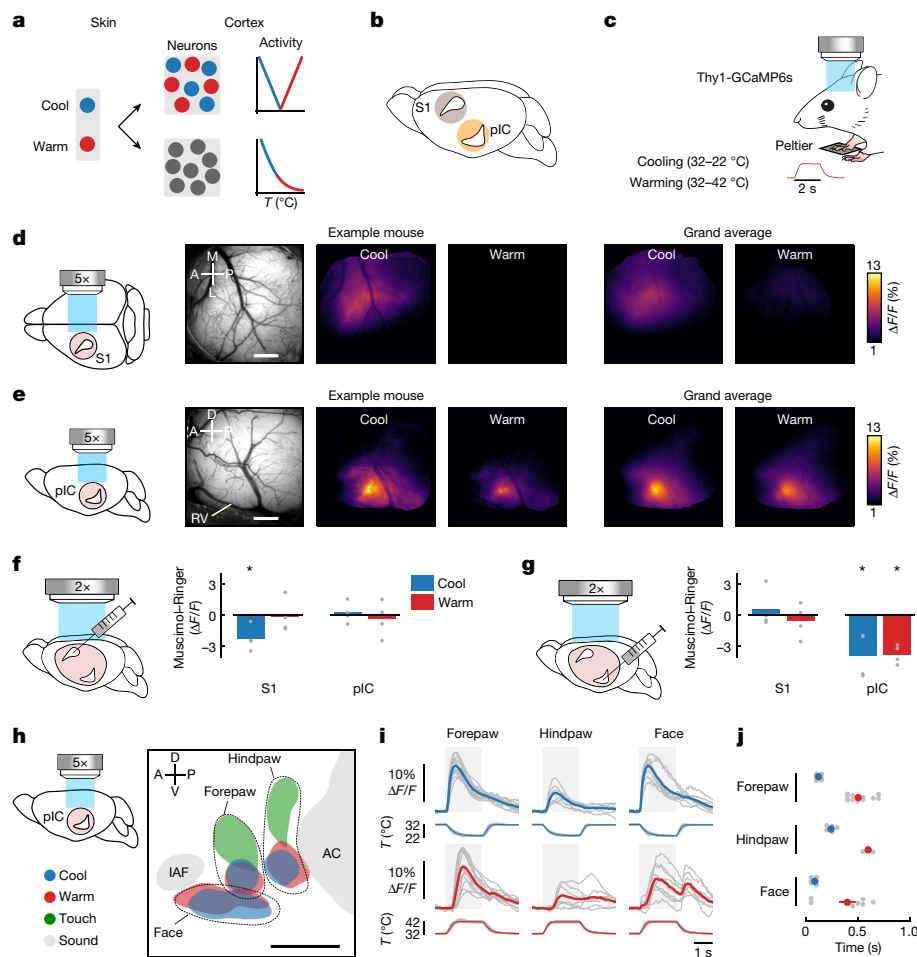 a
Skin
Cortex
Neurons
Activity
Cool
Warm
T (°C)
b
S1
pIC
c
Thy1-GCaMP6s
Peltier
Cooling (32–22 °C)
Warming (32–42 °C)
2 s
d
5×
S1
M
A P
L
Example mouse
Cool
Warm
Grand average
Cool
Warm
13
ΔF/F (%)
1
e
5×
pIC
D
A P
V
RV
Example mouse
Cool
Warm
Grand average
Cool
Warm
13
ΔF/F (%)
1
f
2×
Muscimol–Ringer
(ΔF/F)
3
0
−3
*
S1
pIC
Cool
Warm
g
2×
Muscimol–Ringer
(ΔF/F)
3
0
−3
* *
S1
pIC
h
5×
pIC
Cool
Warm
Touch
Sound
D
A P
V
Hindpaw
Forepaw
IAF
AC
Face
i
Forepaw
Hindpaw
Face
10%
ΔF/F
T (°C)
32
22
10%
ΔF/F
T (°C)
42
32
1 s
j
Forepaw
Hindpaw
Face
0
0.5
1.0
Time (s)